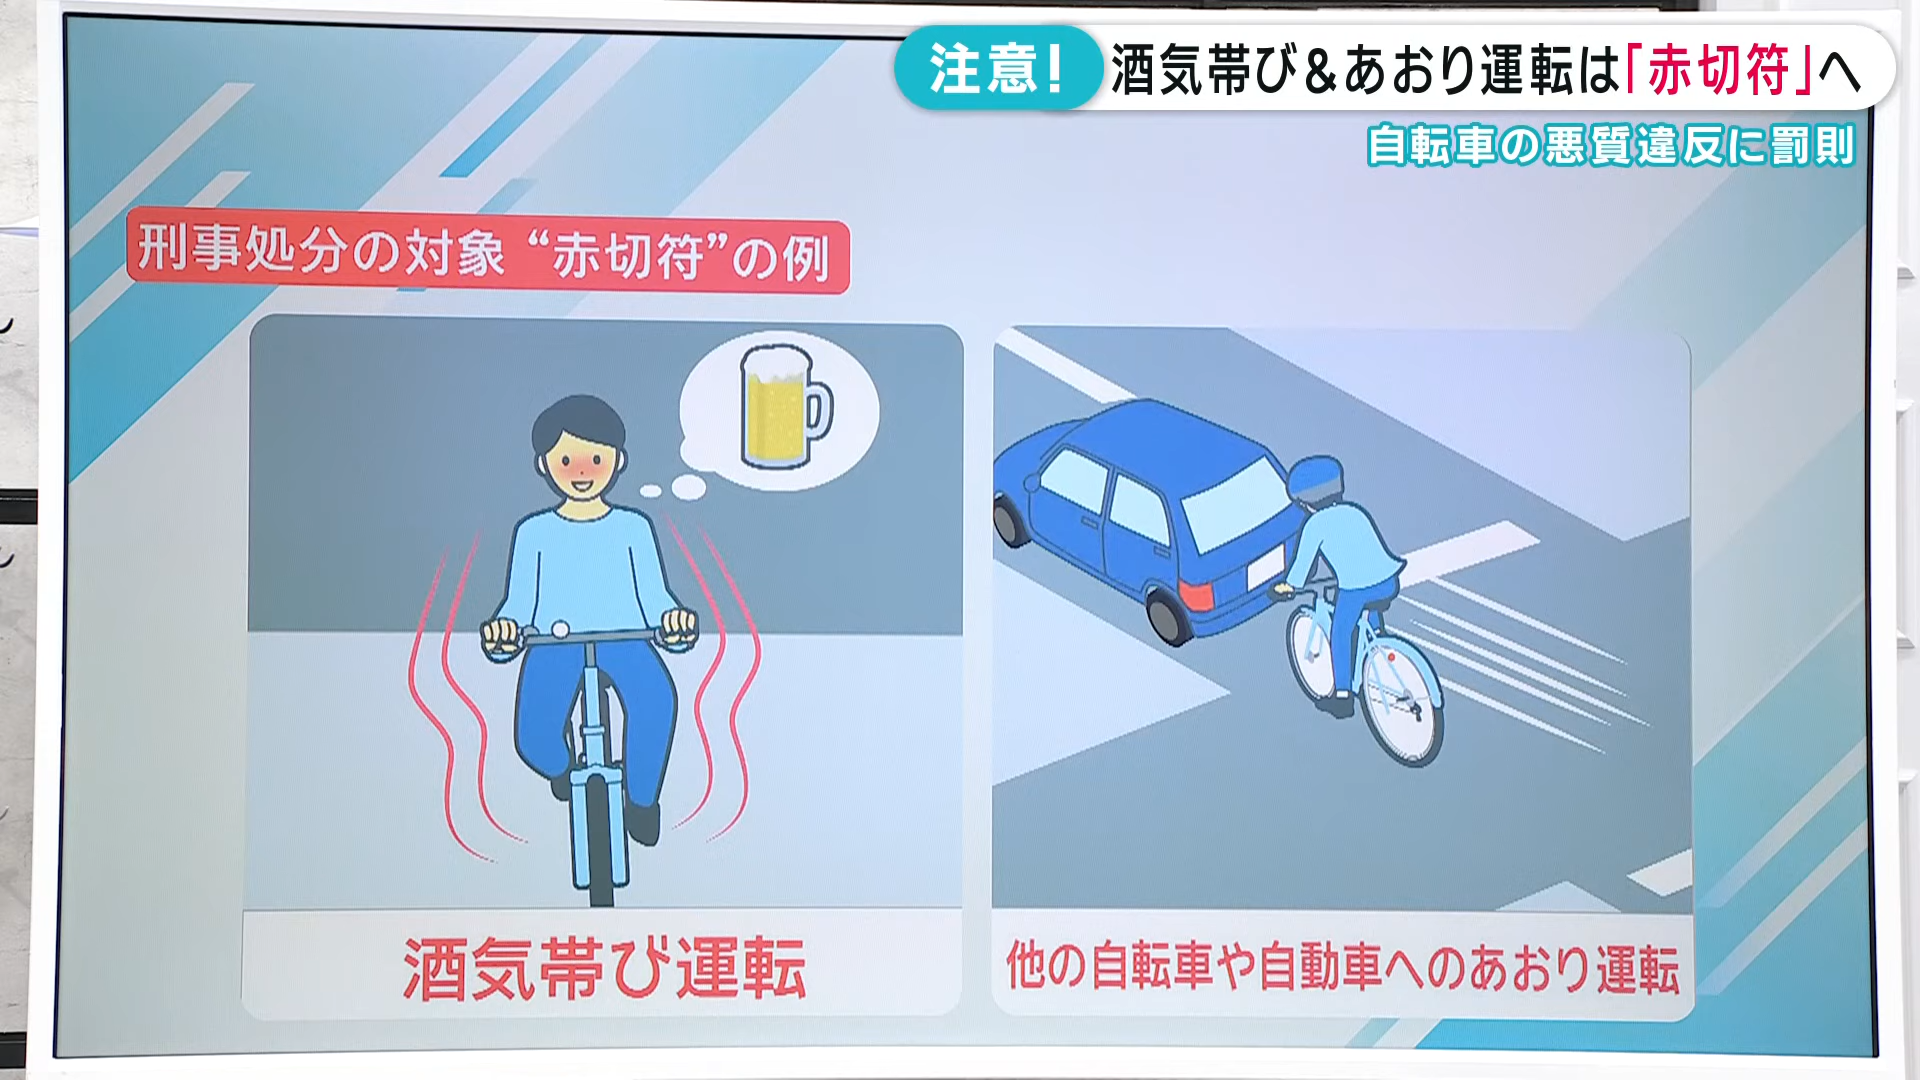 注意！ 酒気帯び＆あおり運転は「赤切符」へ
自転車の悪質違反に罰則
刑事処分の対象 “赤切符”の例
酒気帯び運転
他の自転車や自動車へのあおり運転